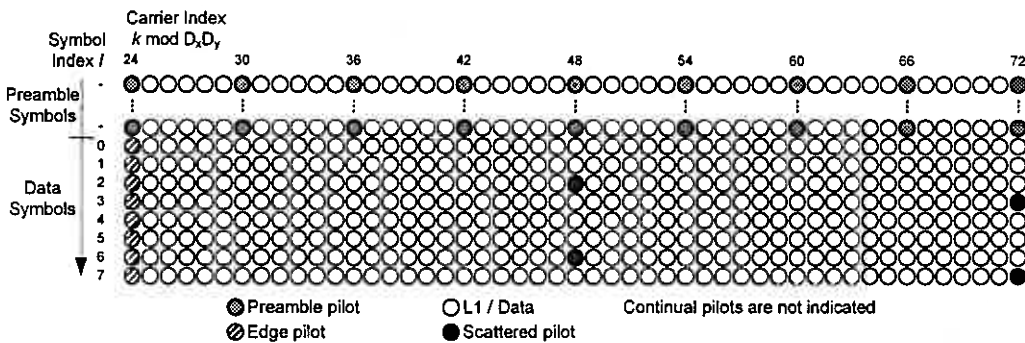 Carrier Index
k mod DxDy
Symbol
Index l
24 30 36 42 48 54 60 66 72
Preamble
Symbols
-
-
Data
Symbols
0
1
2
3
4
5
6
7
Preamble pilot L1 / Data Continual pilots are not indicated
Edge pilot Scattered pilot